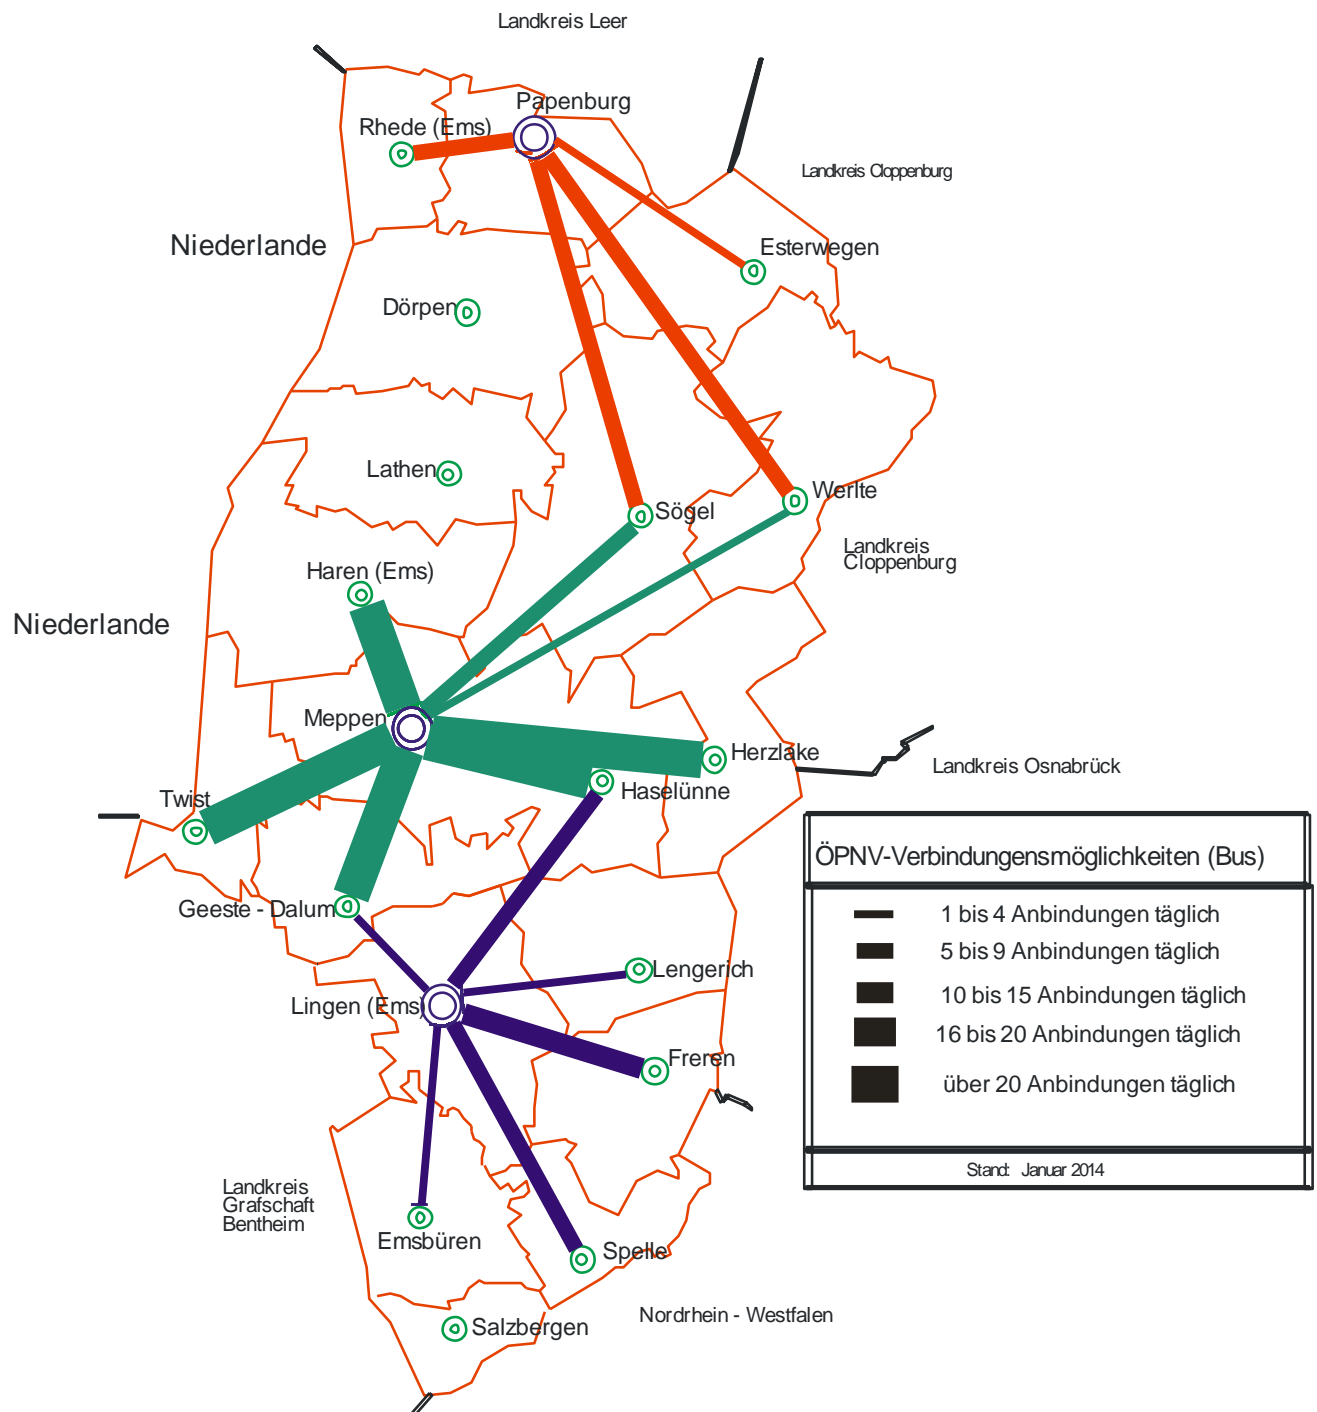 Landkreis Leer
Papenburg
Rhede (Ems)
Landkreis Cloppenburg
Niederlande
Esterwegen
Dörpen
Lathen
Sögel
Werlte
Landkreis
Cloppenburg
Haren (Ems)
Niederlande
Meppen
Herzlake
Landkreis Osnabrück
Twist
Haselünne
ÖPNV-Verbindungensmöglichkeiten (Bus)
1 bis 4 Anbindungen täglich
5 bis 9 Anbindungen täglich
10 bis 15 Anbindungen täglich
16 bis 20 Anbindungen täglich
über 20 Anbindungen täglich
Stand: Januar 2014
Geeste - Dalum
Lengerich
Lingen (Ems)
Freren
Landkreis
Grafschaft
Bentheim
Emsbüren
Spelle
Nordrhein - Westfalen
Salzbergen